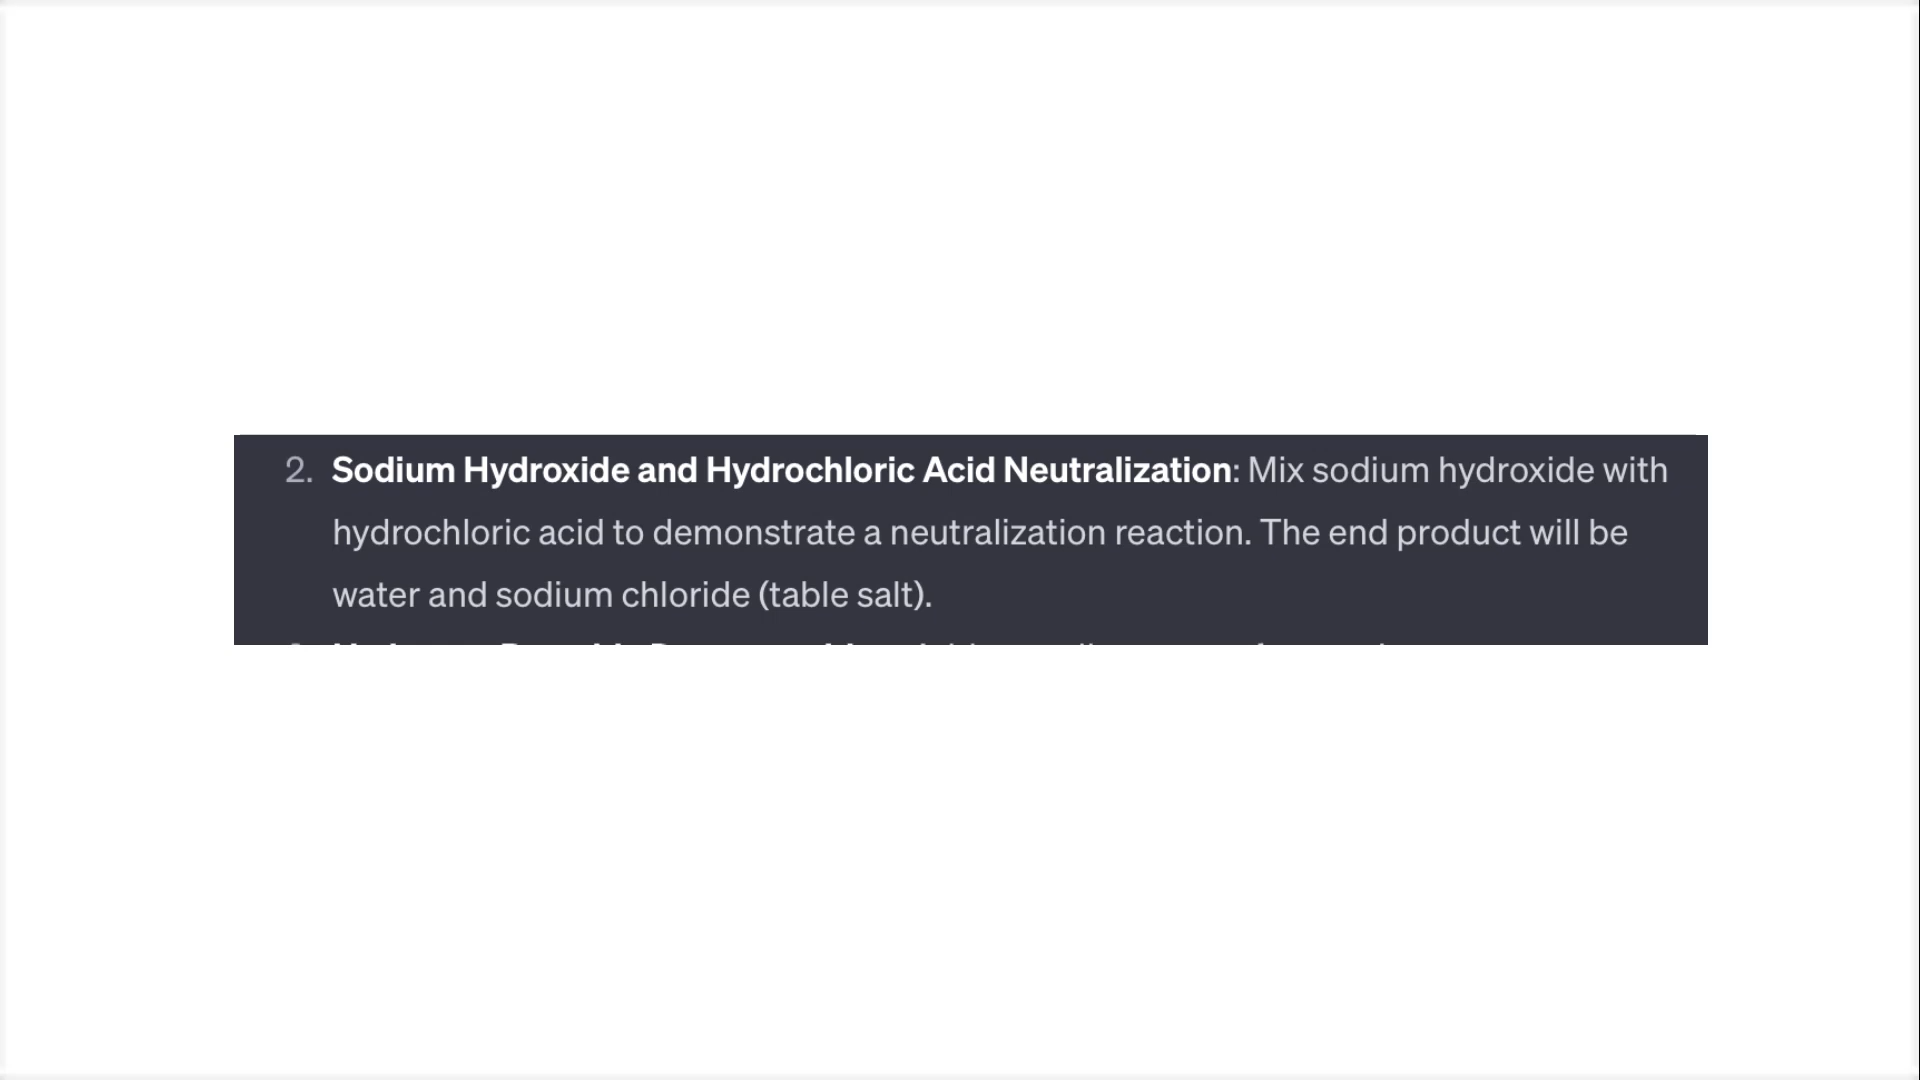 2. Sodium Hydroxide and Hydrochloric Acid Neutralization: Mix sodium hydroxide with
hydrochloric acid to demonstrate a neutralization reaction. The end product will be
water and sodium chloride (table salt).